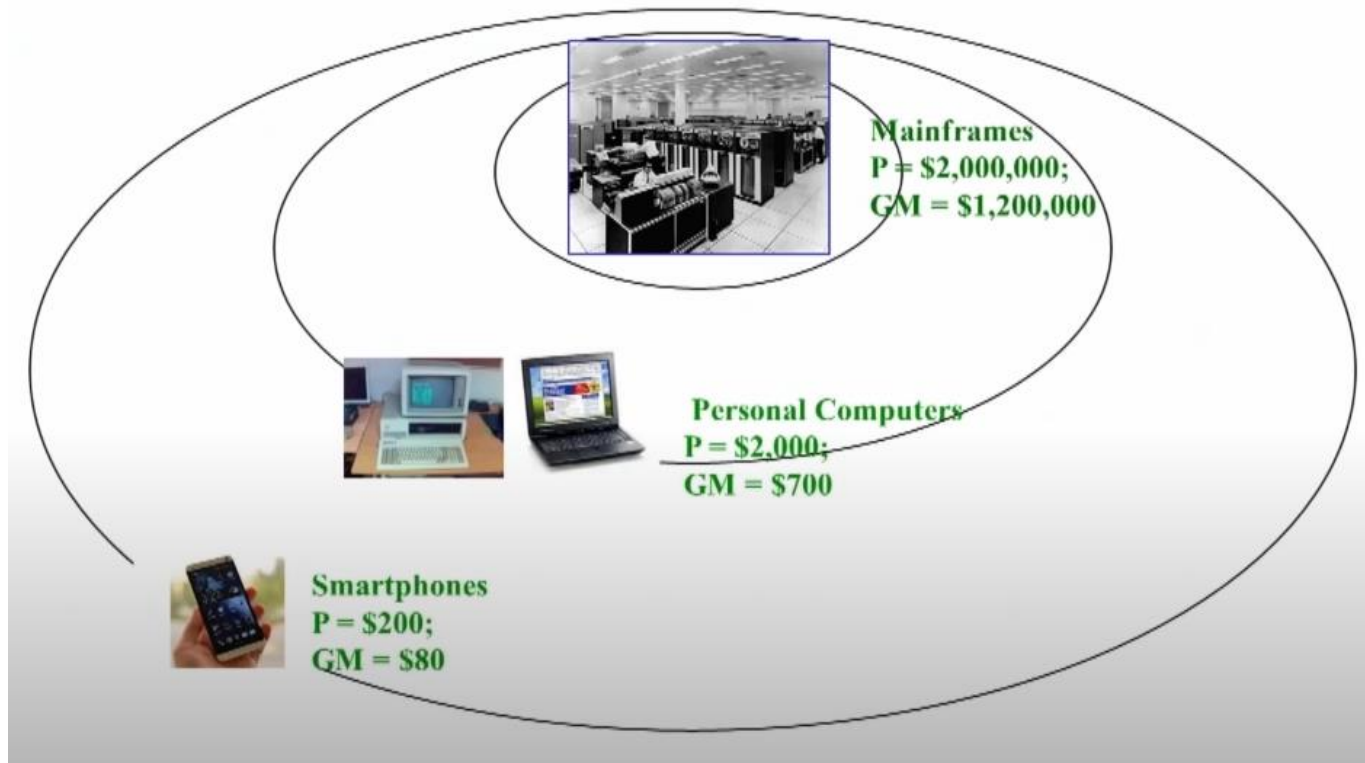 Mainframes
P = $2,000,000;
GM = $1,200,000
Personal Computers
P = $2,000;
GM = $700
Smartphones
P = $200;
GM = $80